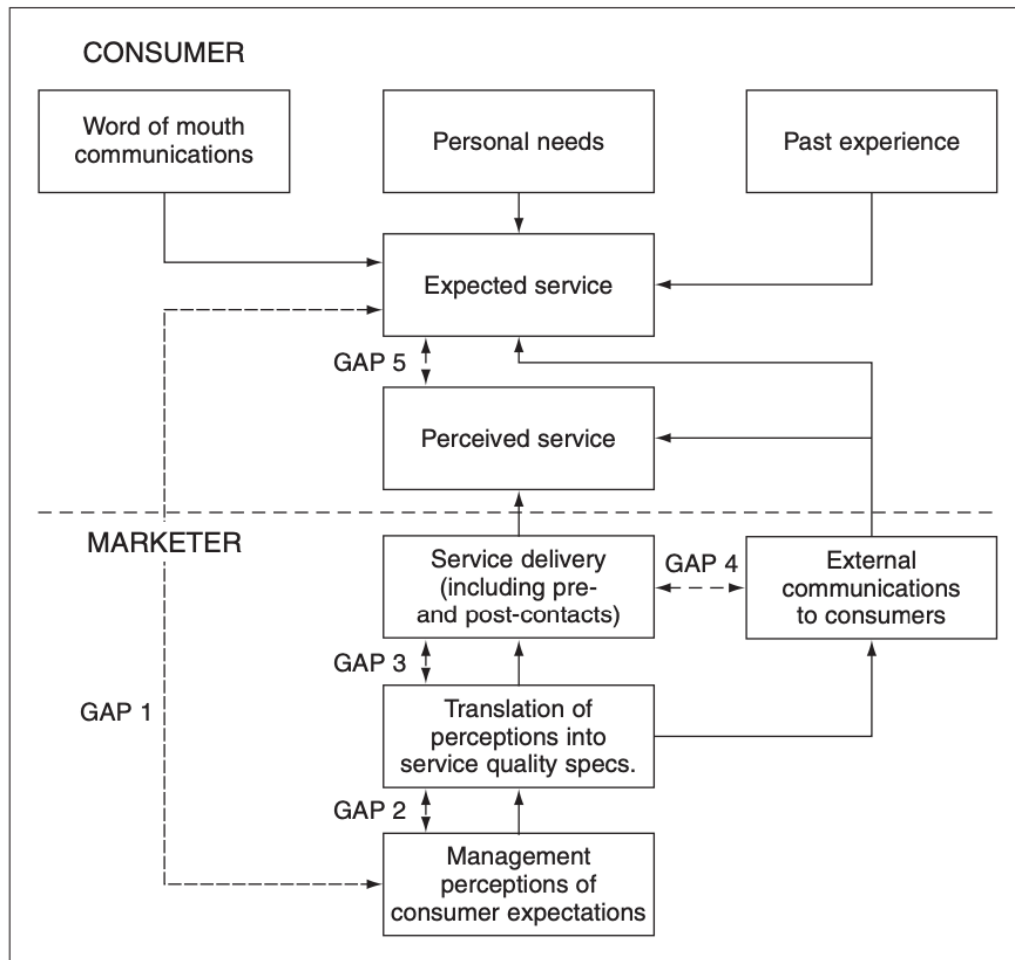 CONSUMER
Word of mouth
communications
Personal needs
Past experience
Expected service
GAP 5
Perceived service
MARKETER
Service delivery
(including pre-
and post-contacts)
GAP 4
External
communications
to consumers
GAP 3
GAP 1
Translation of
perceptions into
service quality specs.
GAP 2
Management
perceptions of
consumer expectations